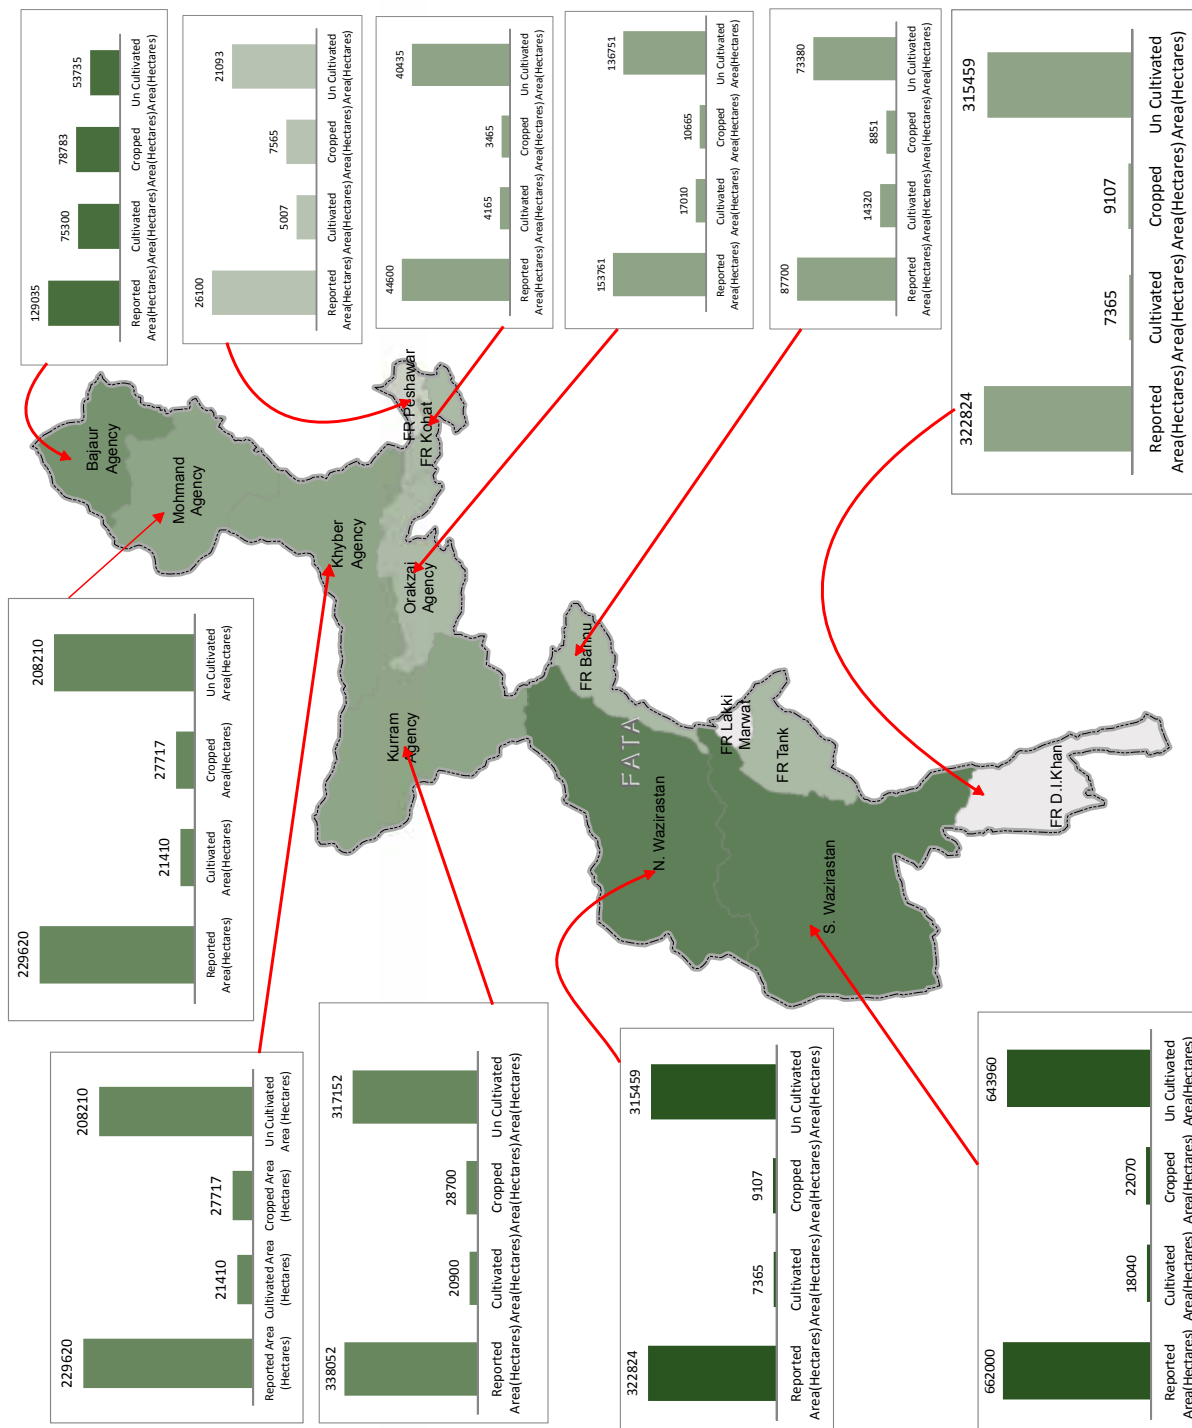 129035
75300
78783
53735
Reported
Area(Hectares)
Cultivated
Area(Hectares)
Cropped
Area(Hectares)
Un Cultivated
Area(Hectares)
26100
5007
7565
21093
Reported
Area(Hectares)
Cultivated
Area(Hectares)
Cropped
Area(Hectares)
Un Cultivated
Area(Hectares)
44600
4165
3465
40435
Reported
Area(Hectares)
Cultivated
Area(Hectares)
Cropped
Area(Hectares)
Un Cultivated
Area(Hectares)
153761
17010
10665
136751
Reported
Area(Hectares)
Cultivated
Area(Hectares)
Cropped
Area(Hectares)
Un Cultivated
Area(Hectares)
87700
14320
8851
73380
Reported
Area(Hectares)
Cultivated
Area(Hectares)
Cropped
Area(Hectares)
Un Cultivated
Area(Hectares)
322824
7365
9107
315459
Reported
Area(Hectares)
Cultivated
Area(Hectares)
Cropped
Area(Hectares)
Un Cultivated
Area(Hectares)
Bajaur
Agency
Mohmand
Agency
Khyber
Agency
FR Peshawar
FR Kohat
Orakzai
Agency
Kurram
Agency
FR Bannu
FATA
N. Wazirastan
FR Lakki
Marwat
FR Tank
S. Wazirastan
FR D.I.Khan
229620
21410
27717
208210
Reported
Area(Hectares)
Cultivated
Area(Hectares)
Cropped
Area(Hectares)
Un Cultivated
Area(Hectares)
229620
21410
27717
208210
Reported Area
(Hectares)
Cultivated Area
(Hectares)
Cropped Area
(Hectares)
Un Cultivated
Area (Hectares)
338052
20900
28700
317152
Reported
Area(Hectares)
Cultivated
Area(Hectares)
Cropped
Area(Hectares)
Un Cultivated
Area(Hectares)
322824
7365
9107
315459
Reported
Area(Hectares)
Cultivated
Area(Hectares)
Cropped
Area(Hectares)
Un Cultivated
Area(Hectares)
662000
18040
22070
643960
Reported
Area(Hectares)
Cultivated
Area(Hectares)
Cropped
Area(Hectares)
Un Cultivated
Area(Hectares)